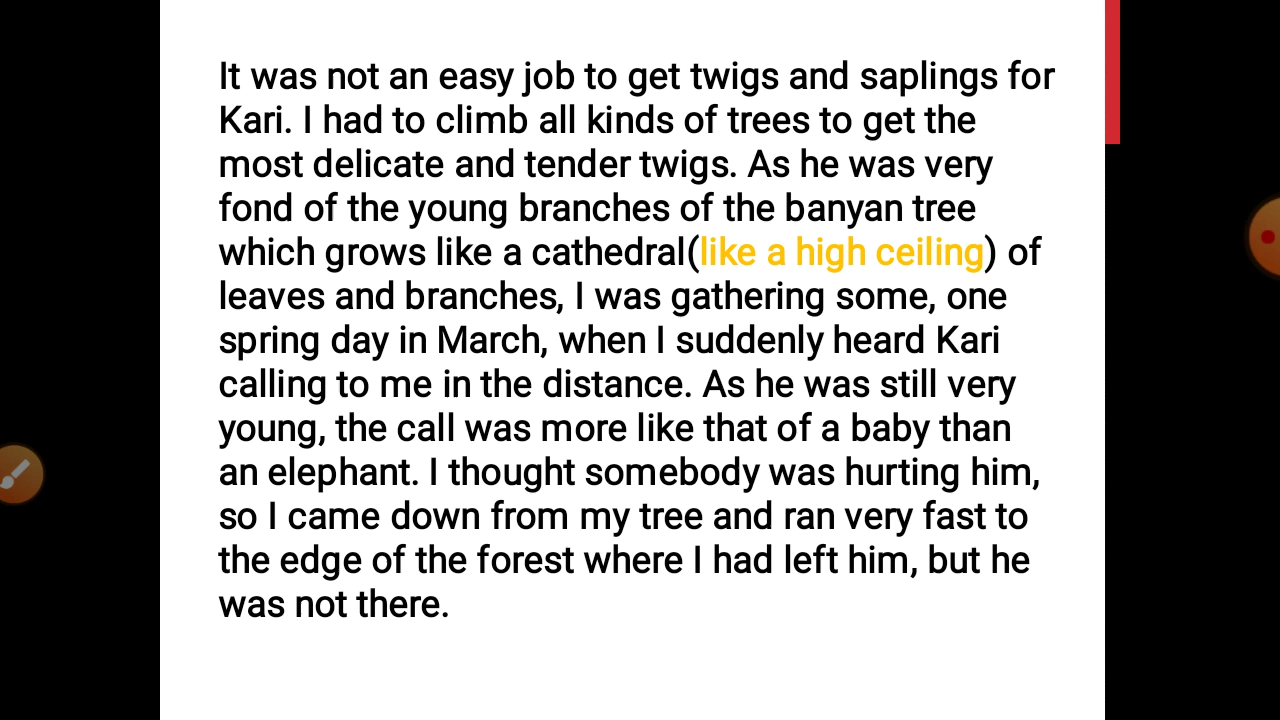 It was not an easy job to get twigs and saplings for
Kari. I had to climb all kinds of trees to get the
most delicate and tender twigs. As he was very
fond of the young branches of the banyan tree
which grows like a cathedral(like a high ceiling) of
leaves and branches, I was gathering some, one
spring day in March, when I suddenly heard Kari
calling to me in the distance. As he was still very
young, the call was more like that of a baby than
an elephant. I thought somebody was hurting him,
so I came down from my tree and ran very fast to
the edge of the forest where I had left him, but he
was not there.